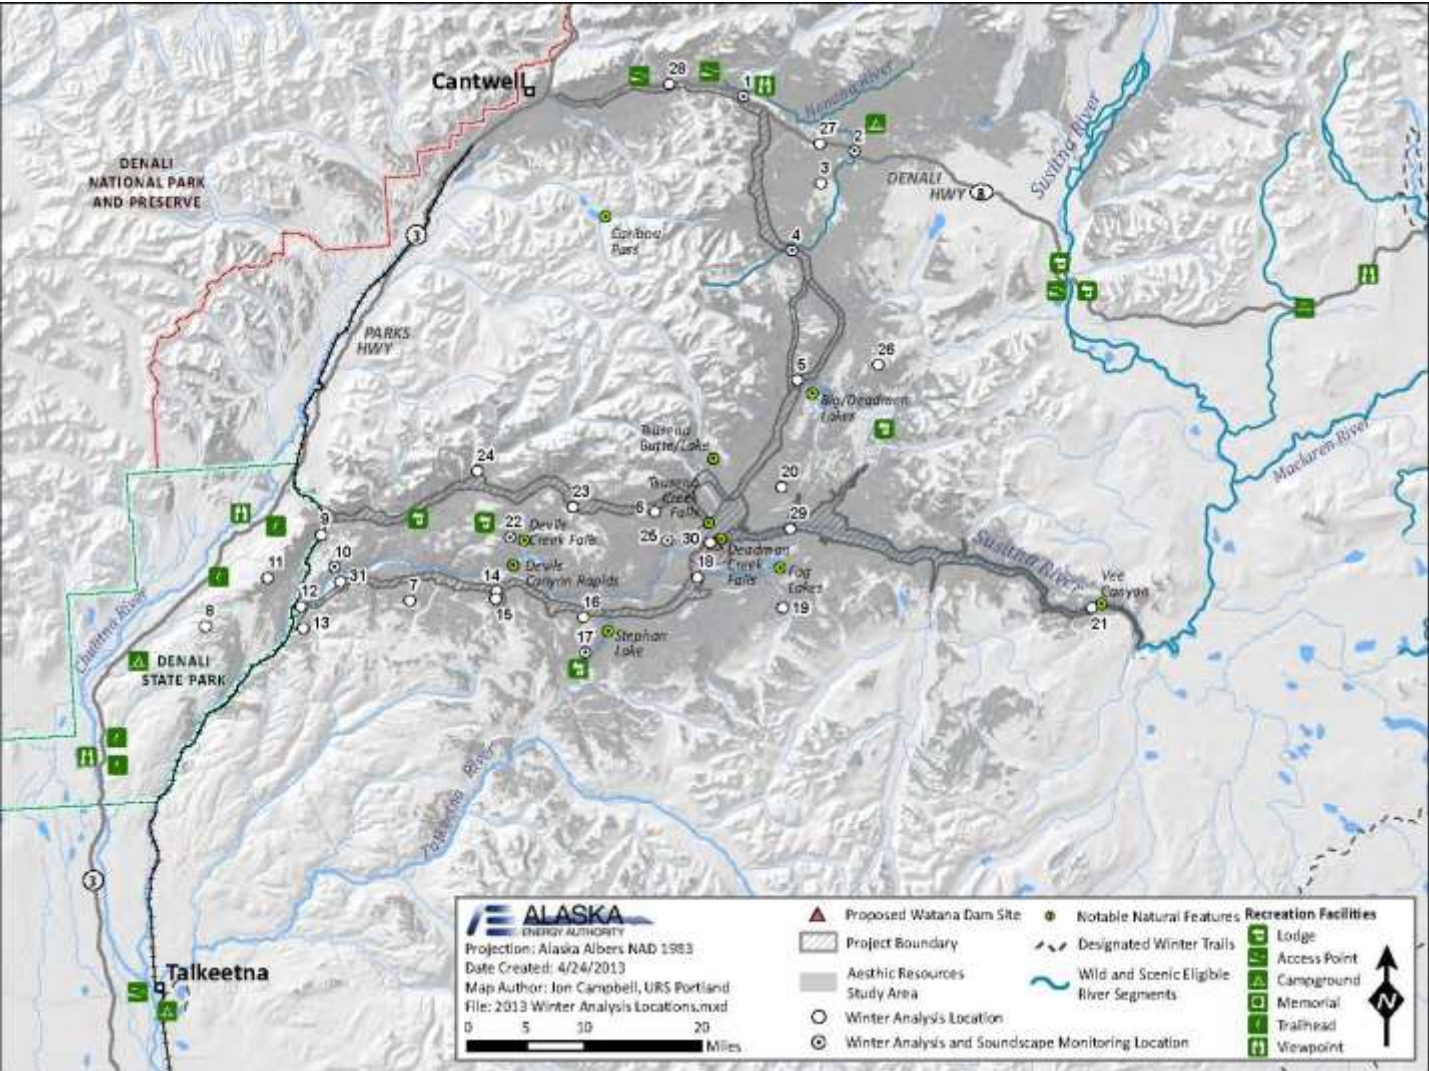 Cantwell
28
1
Nenana River
27
2
3
DENALI
NATIONAL PARK
AND PRESERVE
DENALI
HWY
8
Susitna River
Caribou
Pass
3
4
PARKS
HWY
26
5
Big/Deadman
Lakes
Tsusena
Butte/Lake
Maclaren River
24
20
Tsusena
Creek
Falls
23
6
9
22
Devils
Creek Falls
25
30
29
Deadman
Creek
Falls
Susitna River
10
11
31
Devils
Canyon Rapids
18
Fog
Lakes
Vee
Canyon
12
7
14
15
16
19
21
8
13
17
Stephan
Lake
Chulitna River
DENALI
STATE PARK
Talkeetna River
3
Talkeetna
ALASKA
ENERGY AUTHORITY
Projection: Alaska Albers NAD 1983
Date Created: 4/24/2013
Map Author: Jon Campbell, URS Portland
File: 2013 Winter Analysis Locations.mxd
0 5 10 20
Miles
Proposed Watana Dam Site
Project Boundary
Aesthic Resources
Study Area
Winter Analysis Location
Winter Analysis and Soundscape Monitoring Location
Notable Natural Features
Designated Winter Trails
Wild and Scenic Eligible
River Segments
Recreation Facilities
Lodge
Access Point
Campground
Memorial
Trailhead
Viewpoint
N